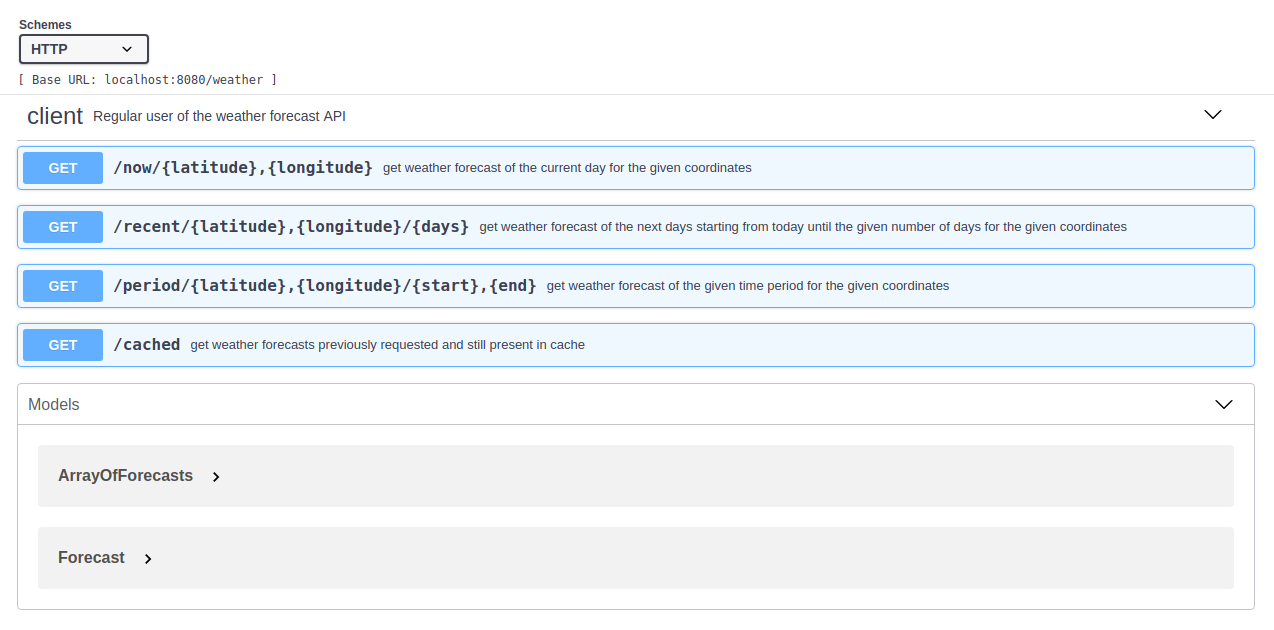 Schemes
HTTP
[ Base URL: localhost:8080/weather ]
client Regular user of the weather forecast API
GET /now/{latitude},{longitude} get weather forecast of the current day for the given coordinates
GET /recent/{latitude},{longitude}/{days} get weather forecast of the next days starting from today until the given number of days for the given coordinates
GET /period/{latitude},{longitude}/{start},{end} get weather forecast of the given time period for the given coordinates
GET /cached get weather forecasts previously requested and still present in cache
Models
ArrayOfForecasts
Forecast